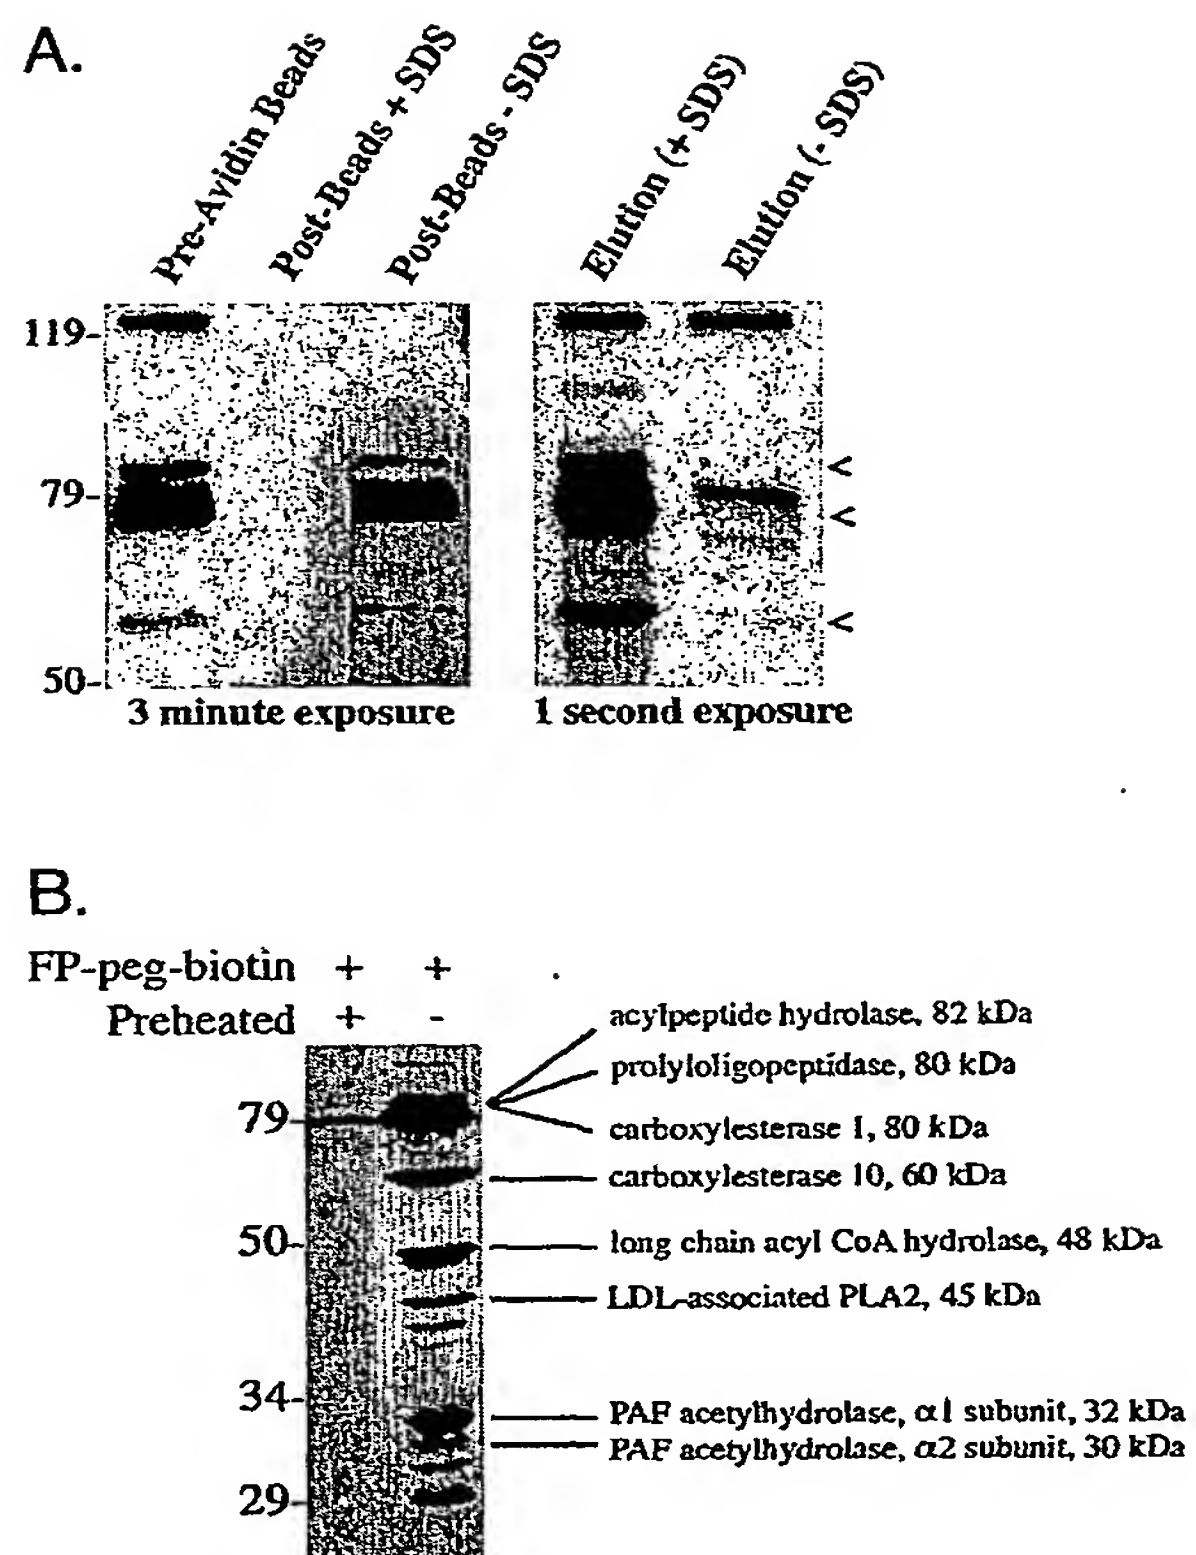 A.
Pre-Avidin Beads
Post-Beads + SDS
Post-Beads - SDS
Elution (+ SDS)
Elution (- SDS)
119-
79-
50-
<
<
<
3 minute exposure
1 second exposure
B.
FP-peg-biotin + +
Preheated + -
79-
50-
34-
29-
acylpeptide hydrolase, 82 kDa
prolyloligopeptidase, 80 kDa
carboxylesterase 1, 80 kDa
carboxylesterase 10, 60 kDa
long chain acyl CoA hydrolase, 48 kDa
LDL-associated PLA2, 45 kDa
PAF acetylhydrolase, α1 subunit, 32 kDa
PAF acetylhydrolase, α2 subunit, 30 kDa